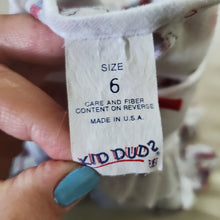 SIZE
6
CARE AND FIBER
CONTENT ON REVERSE
MADE IN U.S.A.
KID DUDS